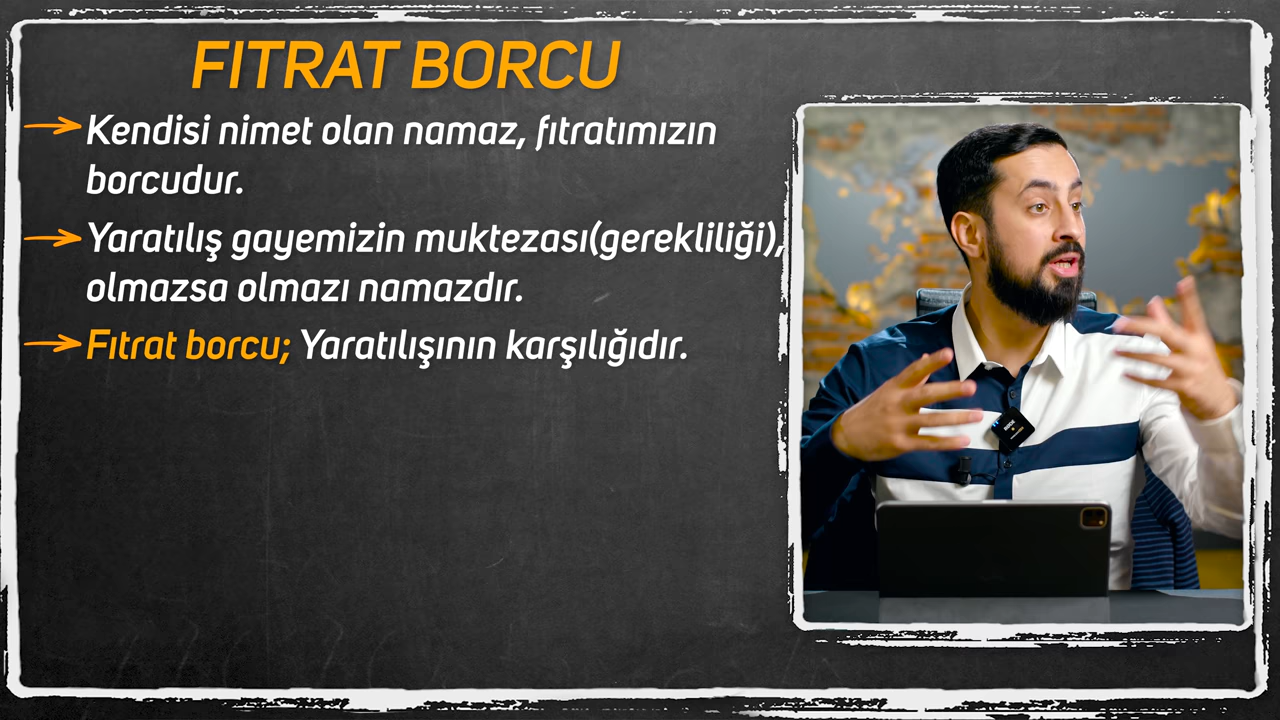 FITRAT BORCU
Kendisi nimet olan namaz, fıtratımızın
borcudur.
Yaratılış gayemizin muktezası(gerekliliği),
olmazsa olmazı namazdır.
Fıtrat borcu; Yaratılışının karşılığıdır.